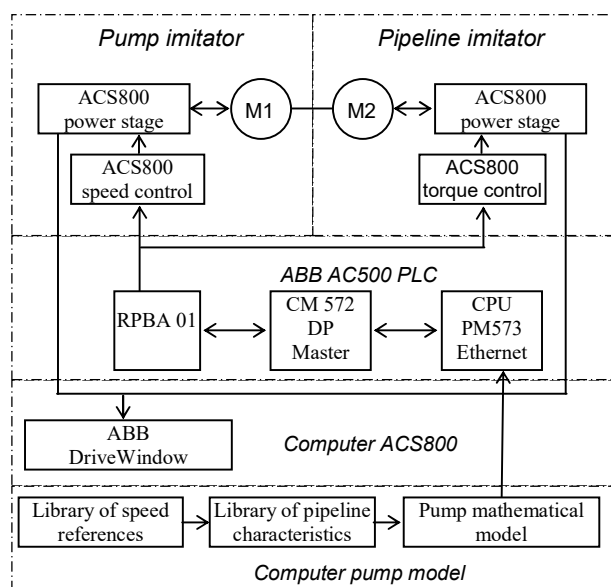 Pump imitator
Pipeline imitator
ACS800
power stage
M1
M2
ACS800
power stage
ACS800
speed control
ACS800
torque control
ABB AC500 PLC
RPBA 01
CM 572
DP
Master
CPU
PM573
Ethernet
ABB
DriveWindow
Computer ACS800
Library of speed
references
Library of pipeline
characteristics
Pump mathematical
model
Computer pump model